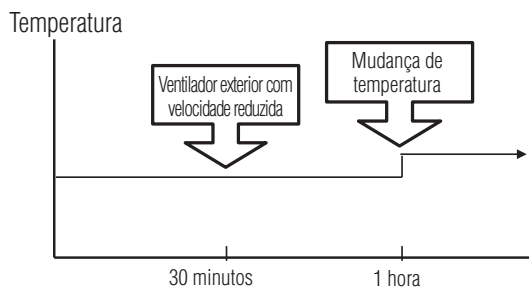 Temperatura
Ventilador exterior com
velocidade reduzida
Mudança de
temperatura
30 minutos
1 hora